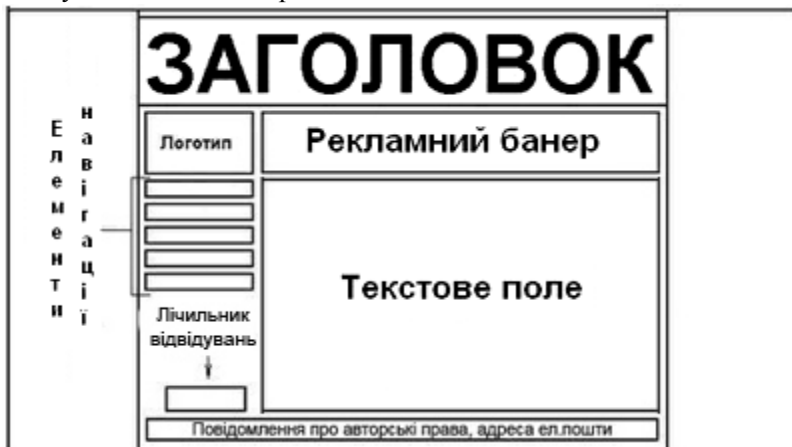 ЗАГОЛОВОК
Логотип
Рекламний банер
Елементи
навігації
Текстове поле
Лічильник
відвідувань
Повідомлення про авторські права, адреса ел.пошти